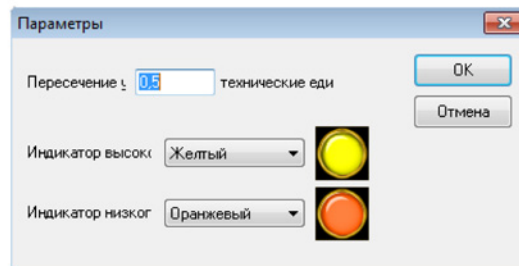 Параметры
Пересечение у 0,5 технические еди
OK
Отмена
Индикатор высоко Желтый
Индикатор низког Оранжевый